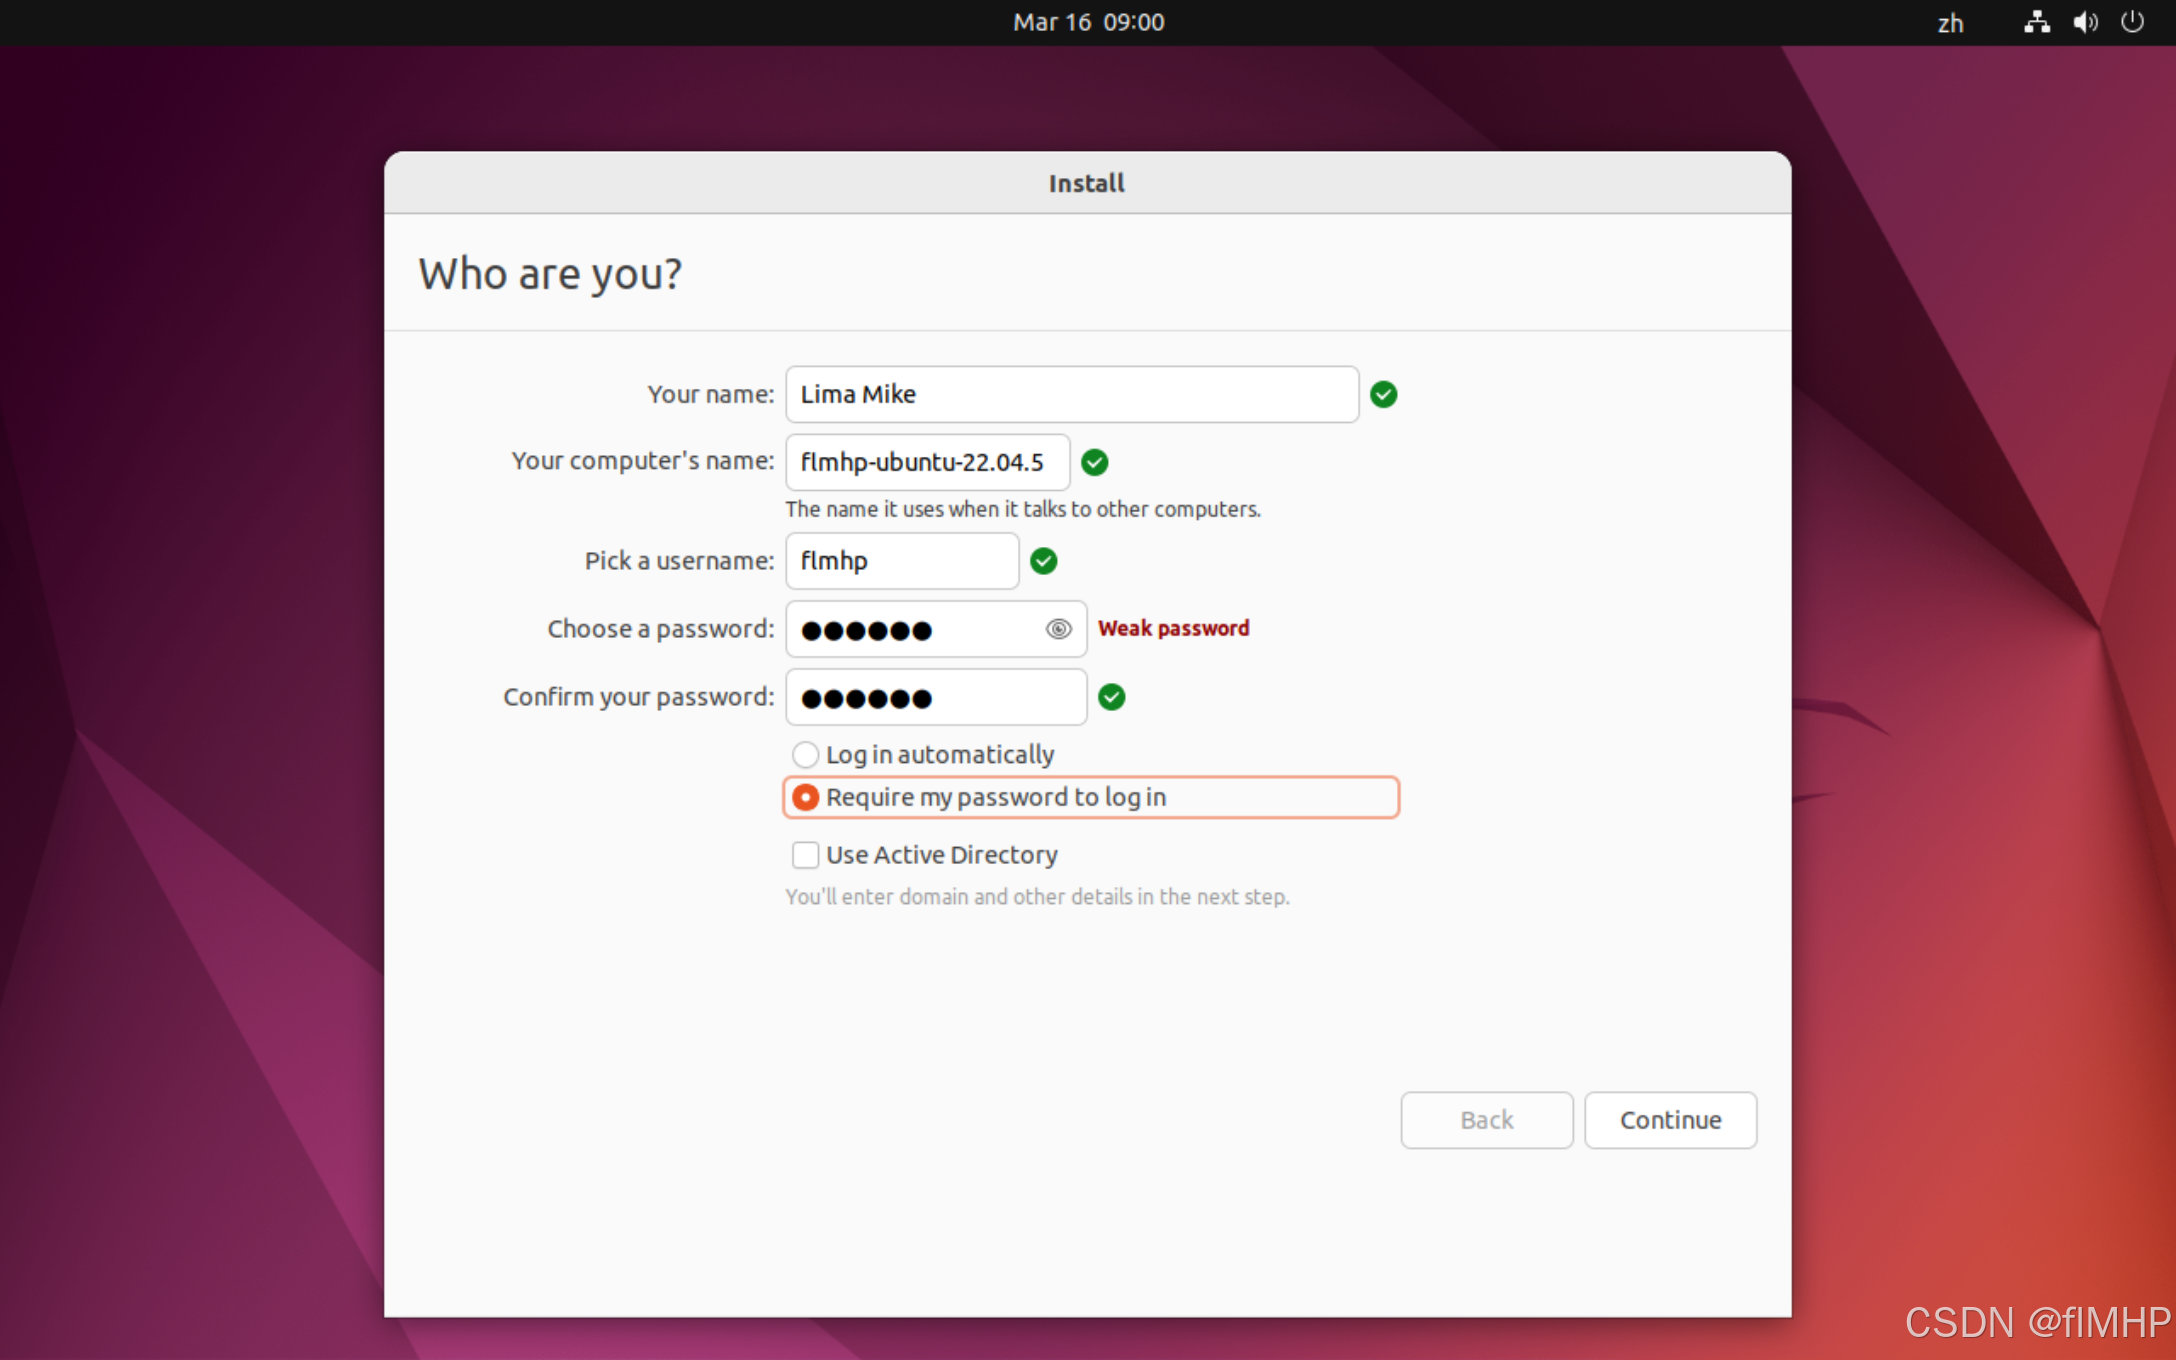 Mar 16 09:00
zh
Install
Who are you?
Your name: Lima Mike
Your computer's name: flmhp-ubuntu-22.04.5
The name it uses when it talks to other computers.
Pick a username: flmhp
Choose a password: ●●●●●● Weak password
Confirm your password: ●●●●●●
Log in automatically
Require my password to log in
Use Active Directory
You'll enter domain and other details in the next step.
Back Continue
CSDN @flMHP